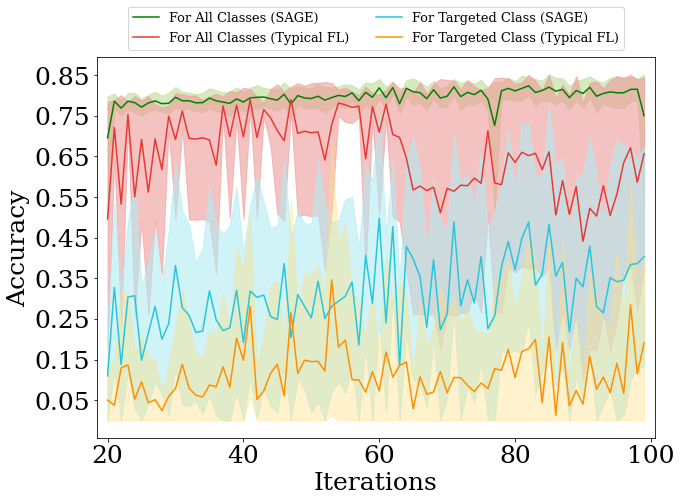 For All Classes (SAGE)
For All Classes (Typical FL)
For Targeted Class (SAGE)
For Targeted Class (Typical FL)
0.85
0.75
0.65
0.55
0.45
0.35
0.25
0.15
0.05
Accuracy
20
40
60
80
100
Iterations